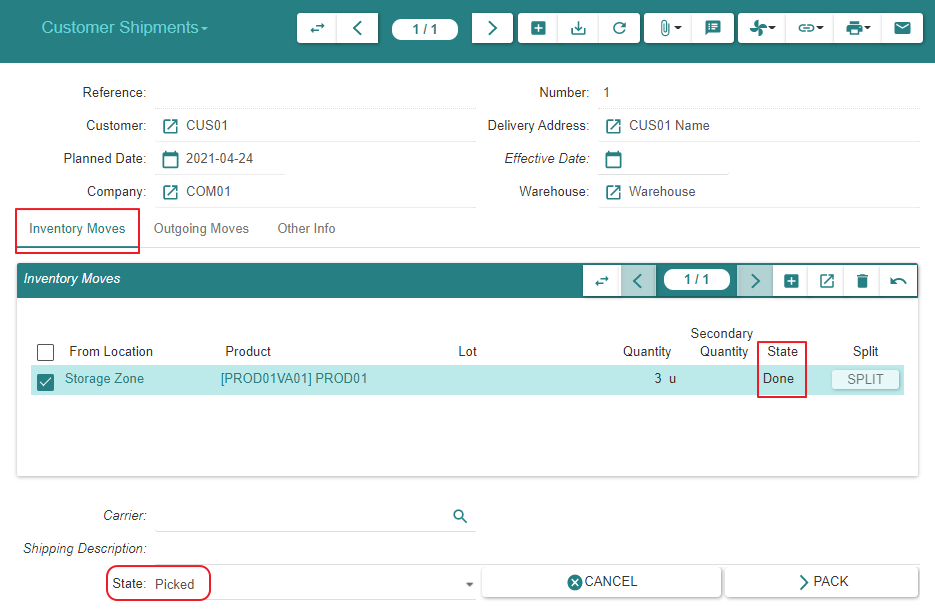 Customer Shipments
1 / 1
Reference:
Number: 1
Customer: CUS01
Delivery Address: CUS01 Name
Planned Date: 2021-04-24
Effective Date:
Company: COM01
Warehouse: Warehouse
Inventory Moves Outgoing Moves Other Info
Inventory Moves
1 / 1
From Location Product Lot Quantity Secondary Quantity State Split
Storage Zone [PROD01VA01] PROD01 3 u Done SPLIT
Carrier:
Shipping Description:
State: Picked
CANCEL
PACK